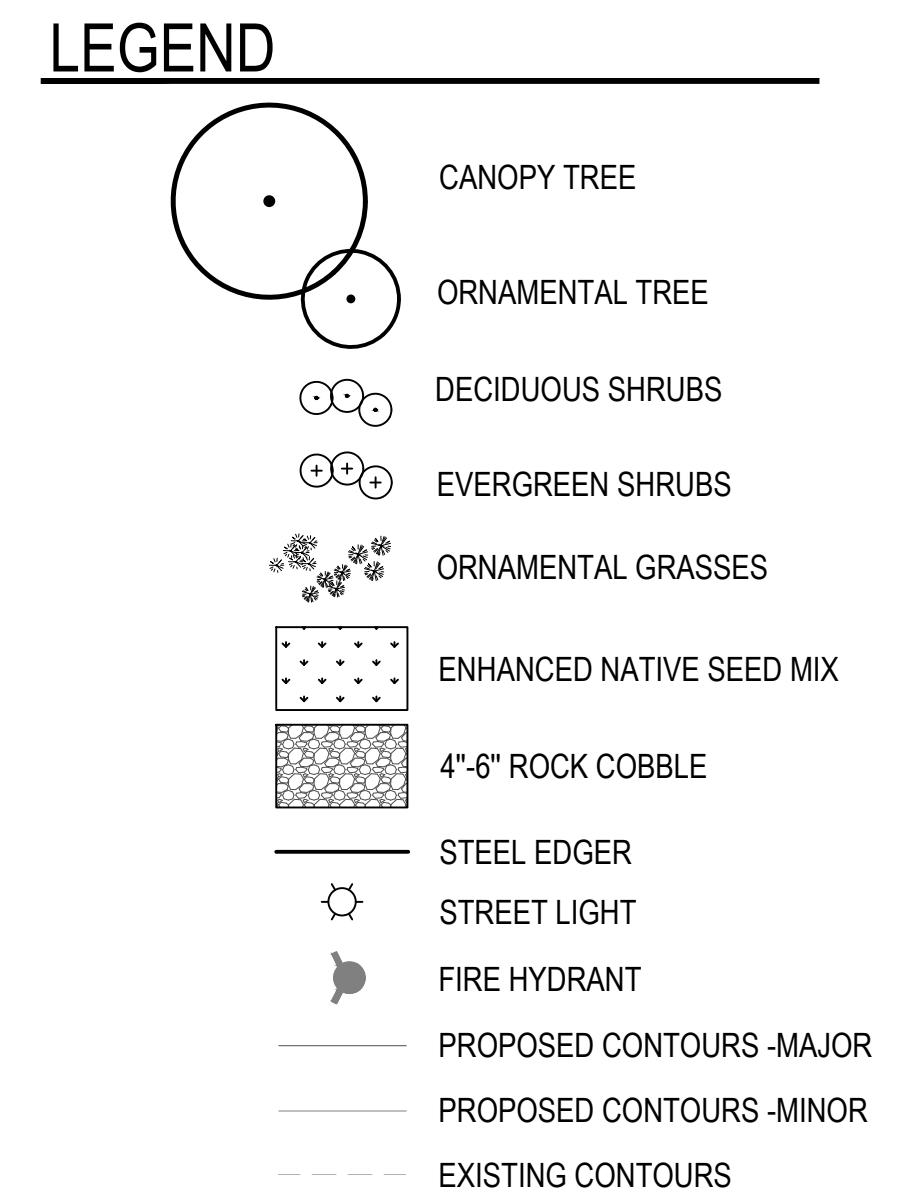 LEGEND
CANOPY TREE
ORNAMENTAL TREE
DECIDUOUS SHRUBS
EVERGREEN SHRUBS
ORNAMENTAL GRASSES
ENHANCED NATIVE SEED MIX
4"-6" ROCK COBBLE
STEEL EDGER
STREET LIGHT
FIRE HYDRANT
PROPOSED CONTOURS -MAJOR
PROPOSED CONTOURS -MINOR
EXISTING CONTOURS